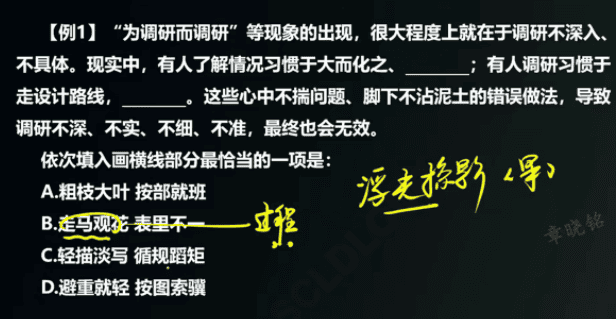 【例1】“为调研而调研”等现象的出现，很大程度上就在于调研不深入、
不具体。现实中，有人了解情况习惯于大而化之、_______；有人调研习惯于
走设计路线，_______。这些心中不揣问题、脚下不沾泥土的错误做法，导致
调研不深、不实、不细、不准，最终也会无效。
依次填入画横线部分最恰当的一项是：
A.粗枝大叶 按部就班
B.走马观花 表里不一
C.轻描淡写 循规蹈矩
D.避重就轻 按图索骥
浮光掠影
过程
章晓铭